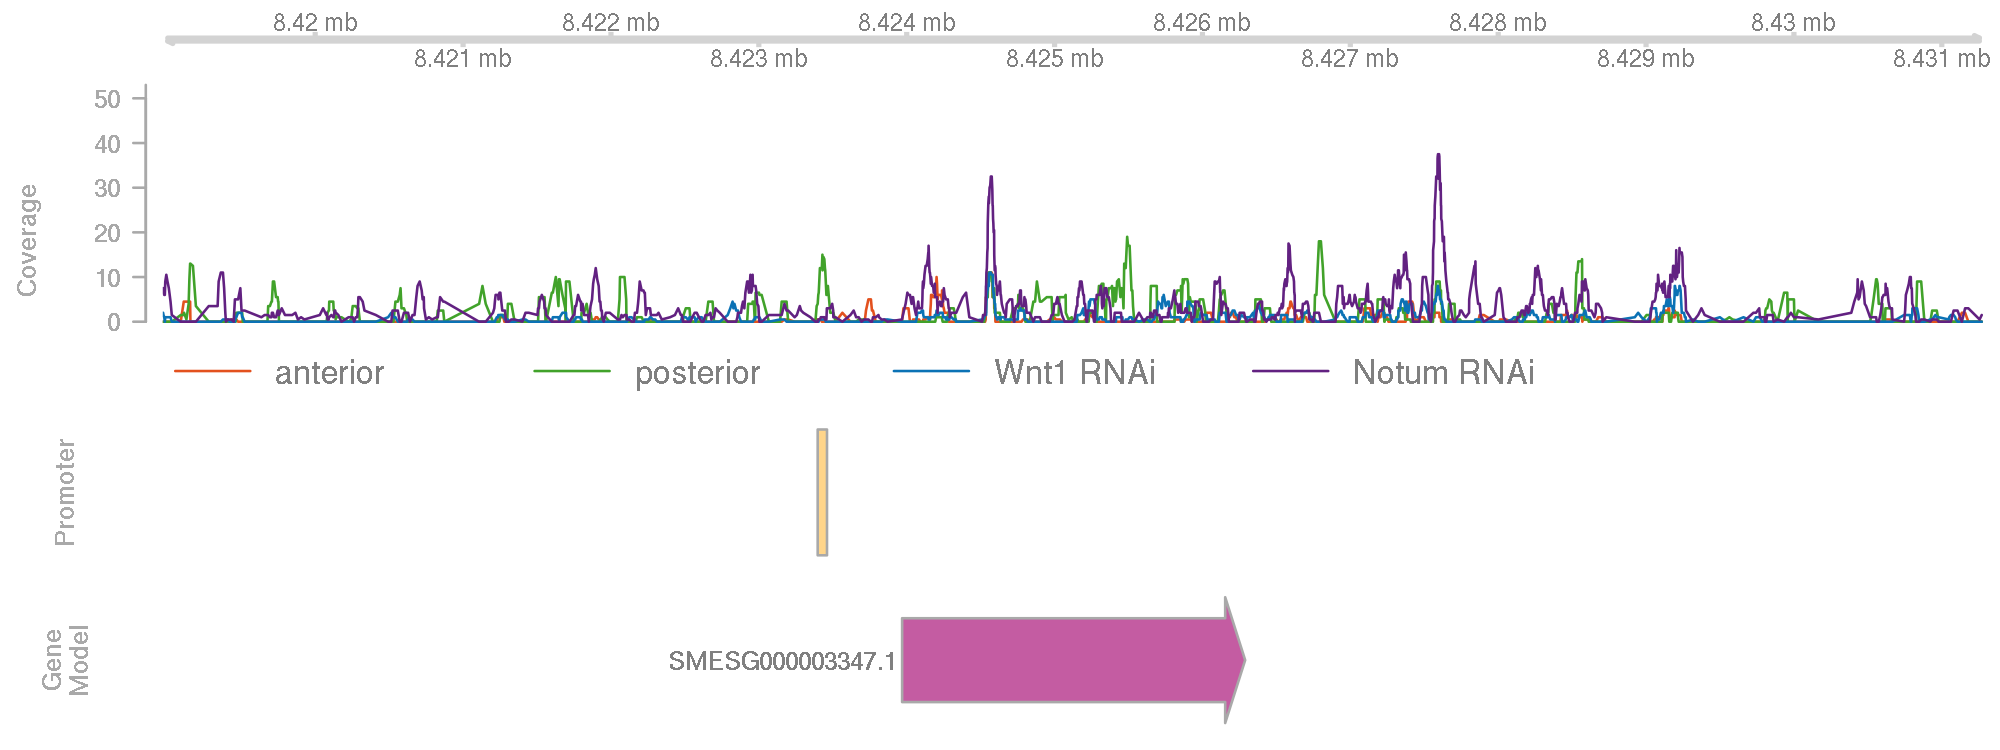 8.42 mb 8.422 mb 8.424 mb 8.426 mb 8.428 mb 8.43 mb
8.421 mb 8.423 mb 8.425 mb 8.427 mb 8.429 mb 8.431 mb
50
40
30
20
10
0
Coverage
anterior posterior Wnt1 RNAi Notum RNAi
Promoter
Gene
Model
SMESG000003347.1